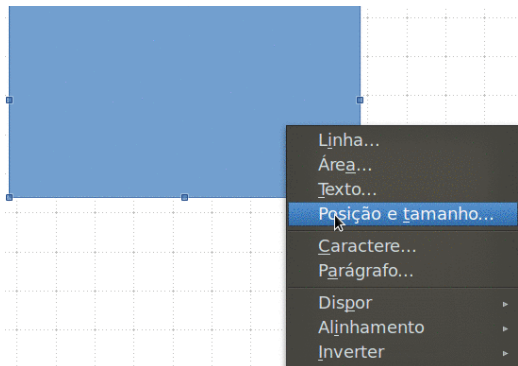 Linha...
Área...
Texto...
Posição e tamanho...
Caractere...
Parágrafo...
Dispor
Alinhamento
Inverter